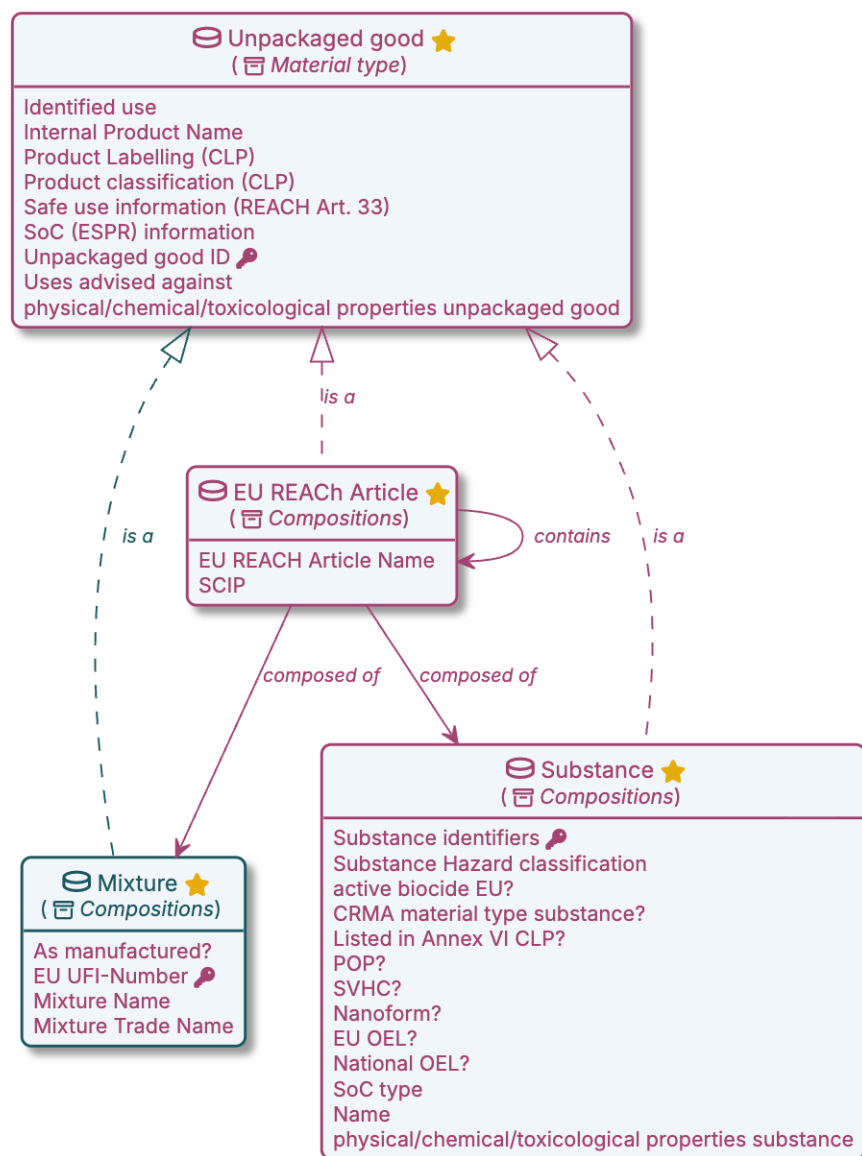 Unpackaged good
( Material type)
Identified use
Internal Product Name
Product Labelling (CLP)
Product classification (CLP)
Safe use information (REACH Art. 33)
SoC (ESPR) information
Unpackaged good ID
Uses advised against
physical/chemical/toxicological properties unpackaged good
is a
EU REACh Article
( Compositions)
EU REACH Article Name
SCIP
is a
contains
is a
composed of
composed of
Substance
( Compositions)
Substance identifiers
Substance Hazard classification
active biocide EU?
CRMA material type substance?
Listed in Annex VI CLP?
POP?
SVHC?
Nanoform?
EU OEL?
National OEL?
SoC type
Name
physical/chemical/toxicological properties substance
Mixture
( Compositions)
As manufactured?
EU UFI-Number
Mixture Name
Mixture Trade Name